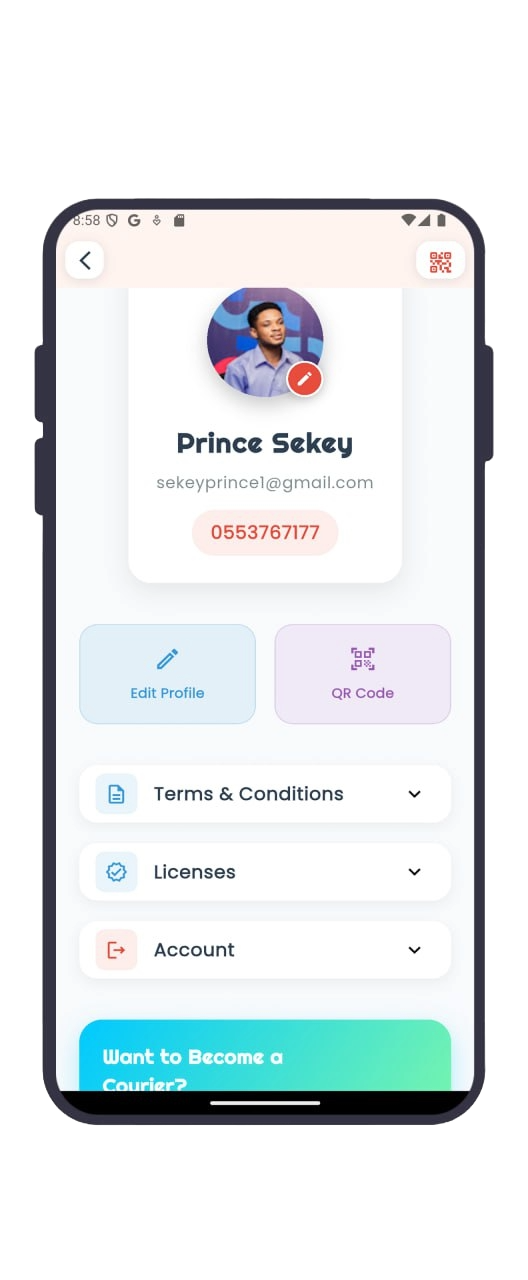 8:58
Prince Sekey
sekeyprince1@gmail.com
0553767177
Edit Profile
QR Code
Terms & Conditions
Licenses
Account
Want to Become a
Courier?